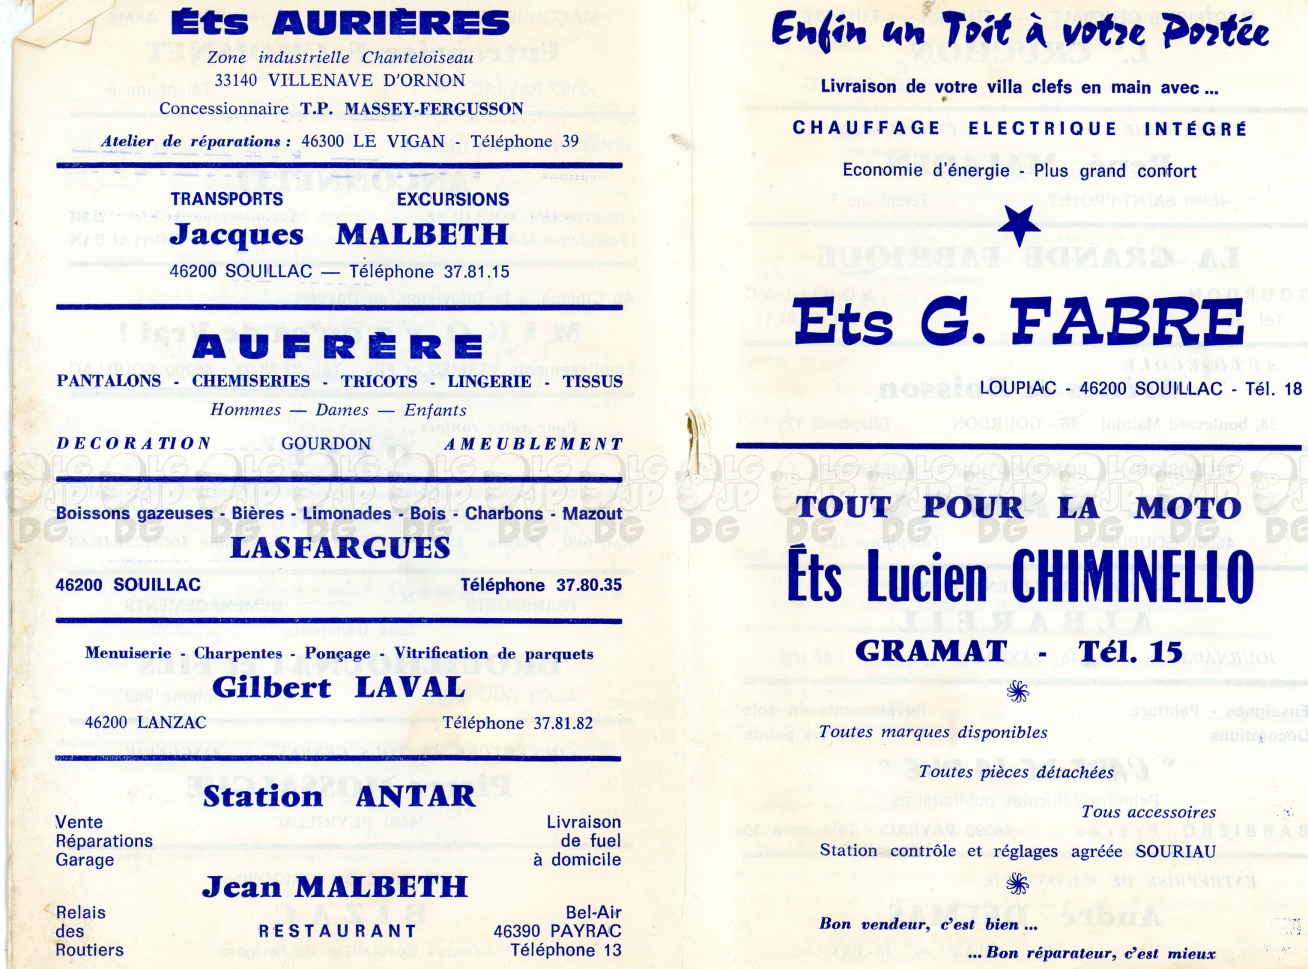 Éts AURIÈRES
Zone industrielle Chanteloiseau
33140 VILLENAVE D'ORNON
Concessionnaire T.P. MASSEY-FERGUSSON
Atelier de réparations : 46300 LE VIGAN - Téléphone 39
TRANSPORTS EXCURSIONS
Jacques MALBETH
46200 SOUILLAC — Téléphone 37.81.15
AUFRÈRE
PANTALONS - CHEMISERIES - TRICOTS - LINGERIE - TISSUS
Hommes — Dames — Enfants
DECORATION GOURDON AMEUBLEMENT
Boissons gazeuses - Bières - Limonades - Bois - Charbons - Mazout
LASFARGUES
46200 SOUILLAC Téléphone 37.80.35
Menuiserie - Charpentes - Ponçage - Vitrification de parquets
Gilbert LAVAL
46200 LANZAC Téléphone 37.81.82
Station ANTAR
Vente Livraison
Réparations de fuel
Garage à domicile
Jean MALBETH
Relais Bel-Air
des RESTAURANT 46390 PAYRAC
Routiers Téléphone 13
Enfin un Toit à votre Portée
Livraison de votre villa clefs en main avec ...
CHAUFFAGE ELECTRIQUE INTÉGRÉ
Economie d'énergie - Plus grand confort
Ets G. FABRE
LOUPIAC - 46200 SOUILLAC - Tél. 18
TOUT POUR LA MOTO
Éts Lucien CHIMINELLO
GRAMAT - Tél. 15
Toutes marques disponibles
Toutes pièces détachées
Tous accessoires
Station contrôle et réglages agréée SOURIAU
Bon vendeur, c'est bien ...
... Bon réparateur, c'est mieux